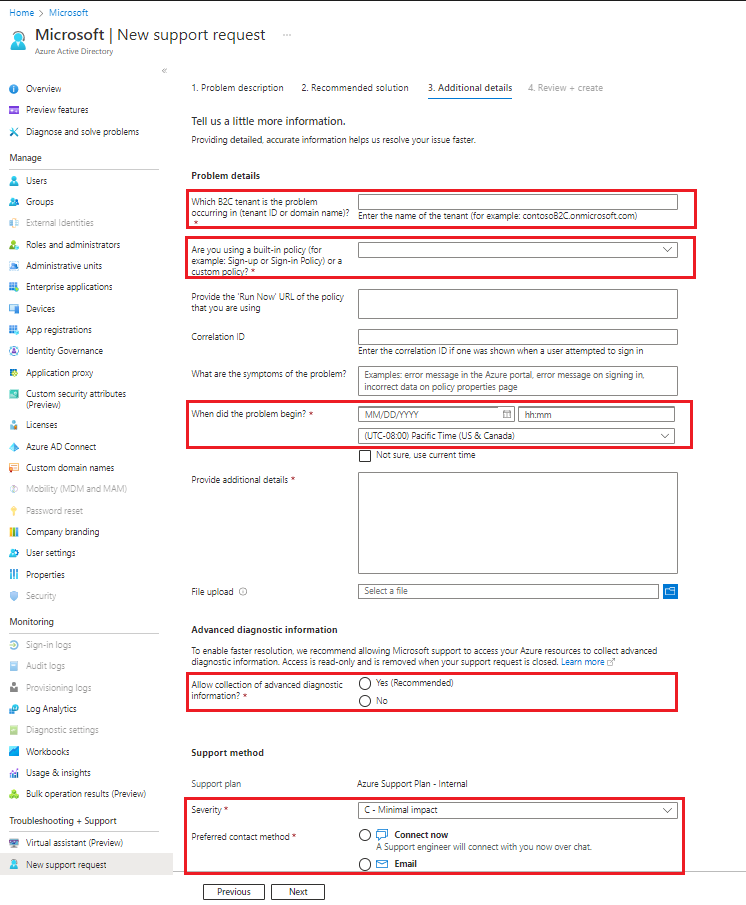 Home > Microsoft
Microsoft | New support request ...
Azure Active Directory
«
Overview
Preview features
Diagnose and solve problems
Manage
Users
Groups
External Identities
Roles and administrators
Administrative units
Enterprise applications
Devices
App registrations
Identity Governance
Application proxy
Custom security attributes
(Preview)
Licenses
Azure AD Connect
Custom domain names
Mobility (MDM and MAM)
Password reset
Company branding
User settings
Properties
Security
Monitoring
Sign-in logs
Audit logs
Provisioning logs
Log Analytics
Diagnostic settings
Workbooks
Usage & insights
Bulk operation results (Preview)
Troubleshooting + Support
Virtual assistant (Preview)
New support request
1. Problem description 2. Recommended solution 3. Additional details 4. Review + create
Tell us a little more information.
Providing detailed, accurate information helps us resolve your issue faster.
Problem details
Which B2C tenant is the problem
occurring in (tenant ID or domain name)?
*
Enter the name of the tenant (for example: contosoB2C.onmicrosoft.com)
Are you using a built-in policy (for
example: Sign-up or Sign-in Policy) or a
custom policy? *
Provide the 'Run Now' URL of the policy
that you are using
Correlation ID
Enter the correlation ID if one was shown when a user attempted to sign in
What are the symptoms of the problem?
Examples: error message in the Azure portal, error message on signing in,
incorrect data on policy properties page
When did the problem begin? *
MM/DD/YYYY hh:mm
(UTC-08:00) Pacific Time (US & Canada)
Not sure, use current time
Provide additional details *
File upload
Select a file
Advanced diagnostic information
To enable faster resolution, we recommend allowing Microsoft support to access your Azure resources to collect advanced
diagnostic information. Access is read-only and is removed when your support request is closed. Learn more
Allow collection of advanced diagnostic
information? *
Yes (Recommended)
No
Support method
Support plan Azure Support Plan - Internal
Severity * C - Minimal impact
Preferred contact method *
Connect now
A Support engineer will connect with you now over chat.
Email
Previous Next